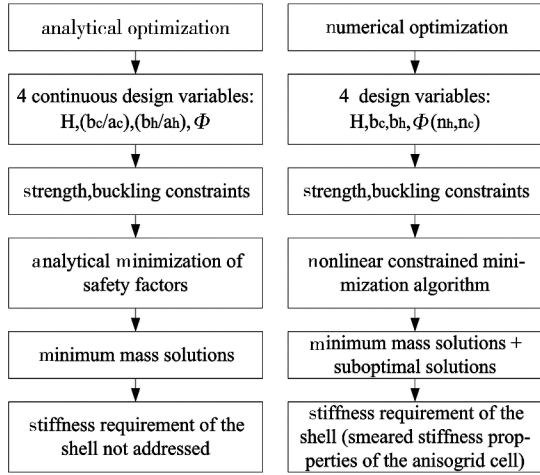 analytical optimization
4 continuous design variables:
H,(bc/ac),(bh/ah),Φ
strength,buckling constraints
analytical minimization of
safety factors
minimum mass solutions
stiffness requirement of the
shell not addressed
numerical optimization
4 design variables:
H,bc,bh,Φ(nh,nc)
strength,buckling constraints
nonlinear constrained mini-
mization algorithm
minimum mass solutions +
suboptimal solutions
stiffness requirement of the
shell (smeared stiffness prop-
perties of the anisogrid cell)